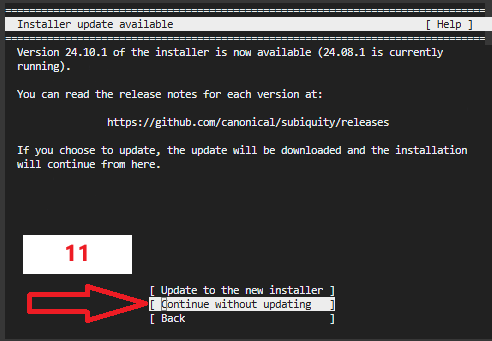 Installer update available [ Help ]
Version 24.10.1 of the installer is now available (24.08.1 is currently
running).
You can read the release notes for each version at:
https://github.com/canonical/subiquity/releases
If you choose to update, the update will be downloaded and the installation
will continue from here.
11
[ Update to the new installer ]
[ Continue without updating ]
[ Back ]